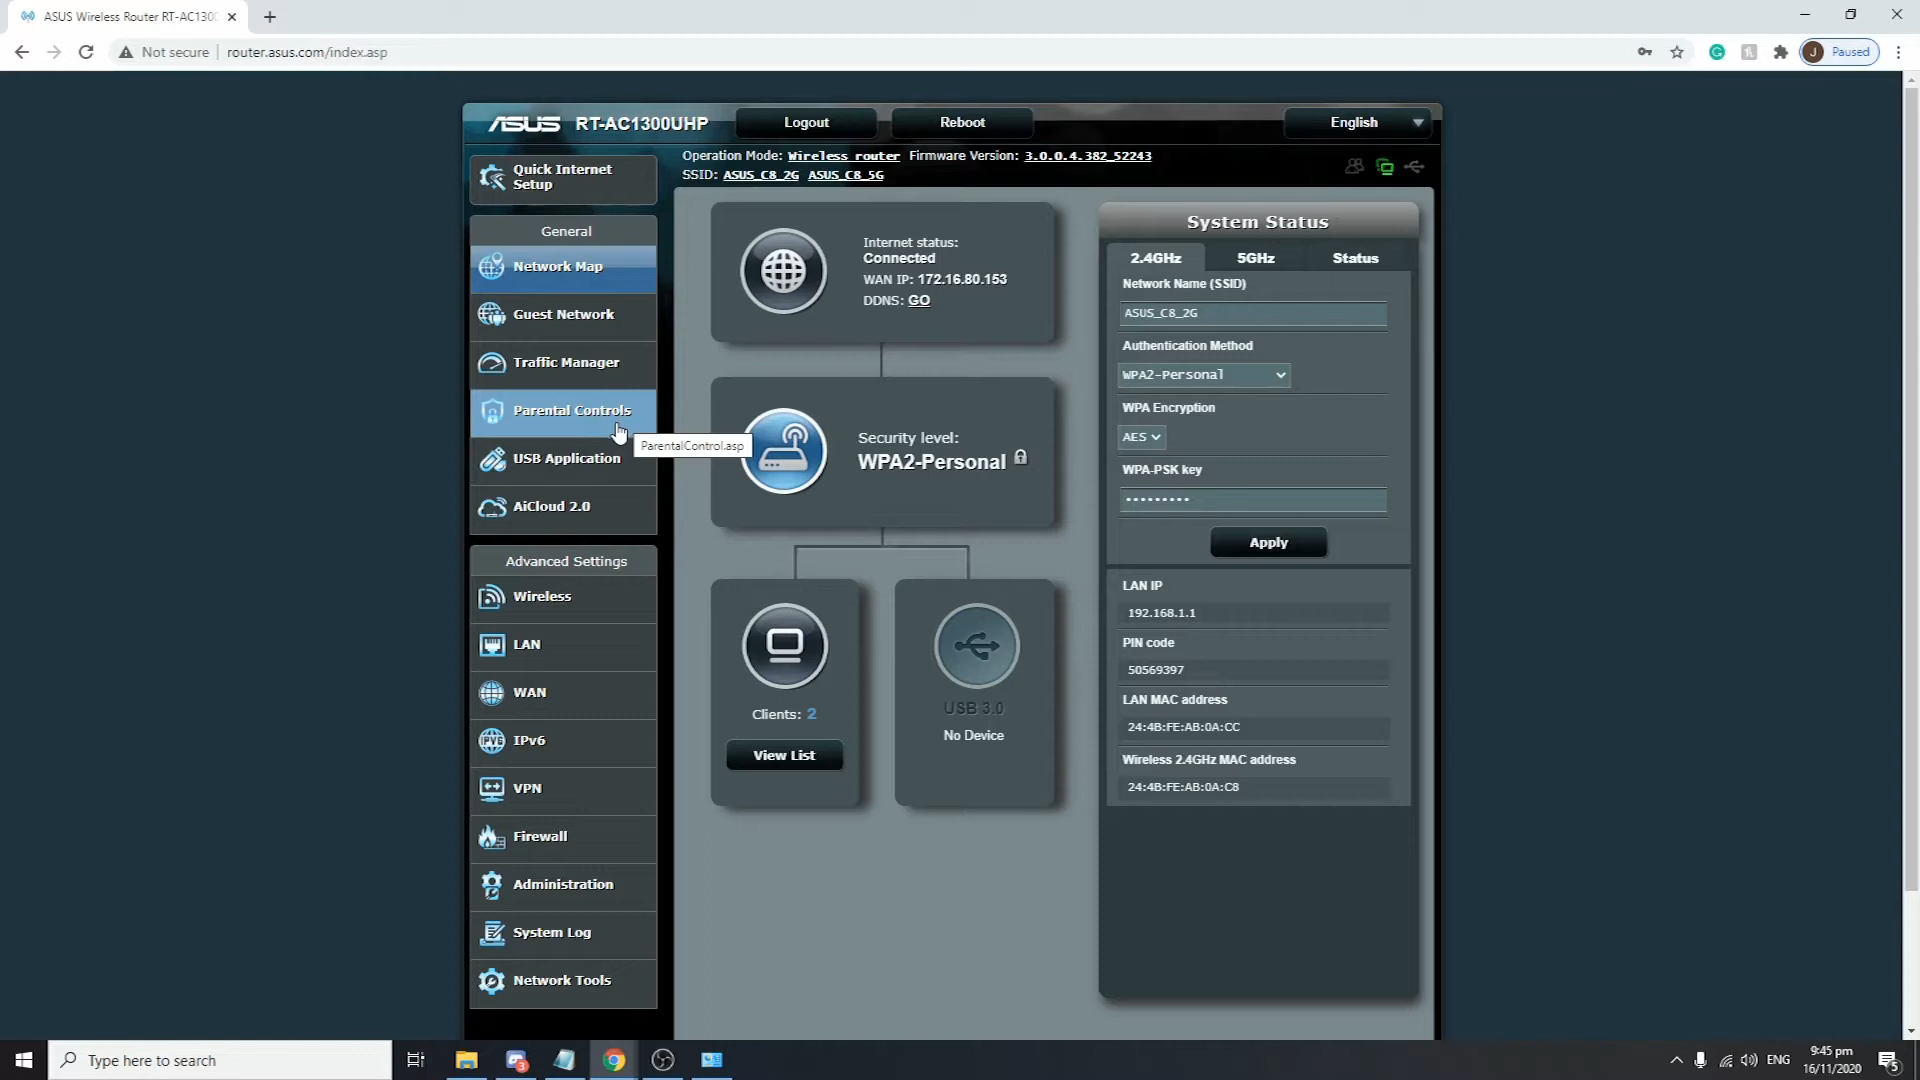 ASUS Wireless Router RT-AC130
Not secure
router.asus.com/index.asp
J
Paused
ASUS
RT-AC1300UHP
Logout
Reboot
English
Operation Mode: Wireless router Firmware Version: 3.0.0.4.382_52243
SSID: ASUS_C8_2G ASUS_C8_5G
Quick Internet
Setup
General
Network Map
Guest Network
Traffic Manager
Parental Controls
ParentalControl.asp
USB Application
AiCloud 2.0
Advanced Settings
Wireless
LAN
WAN
IPv6
VPN
Firewall
Administration
System Log
Network Tools
Internet status:
Connected
WAN IP: 172.16.80.153
DDNS: GO
Security level:
WPA2-Personal
Clients: 2
View List
USB 3.0
No Device
System Status
2.4GHz
5GHz
Status
Network Name (SSID)
ASUS_C8_2G
Authentication Method
WPA2-Personal
WPA Encryption
AES
WPA-PSK key
•••••••••
Apply
LAN IP
192.168.1.1
PIN code
50569397
LAN MAC address
24:4B:FE:AB:0A:CC
Wireless 2.4GHz MAC address
24:4B:FE:AB:0A:C8
Type here to search
3
ENG
9:45 pm
16/11/2020
5